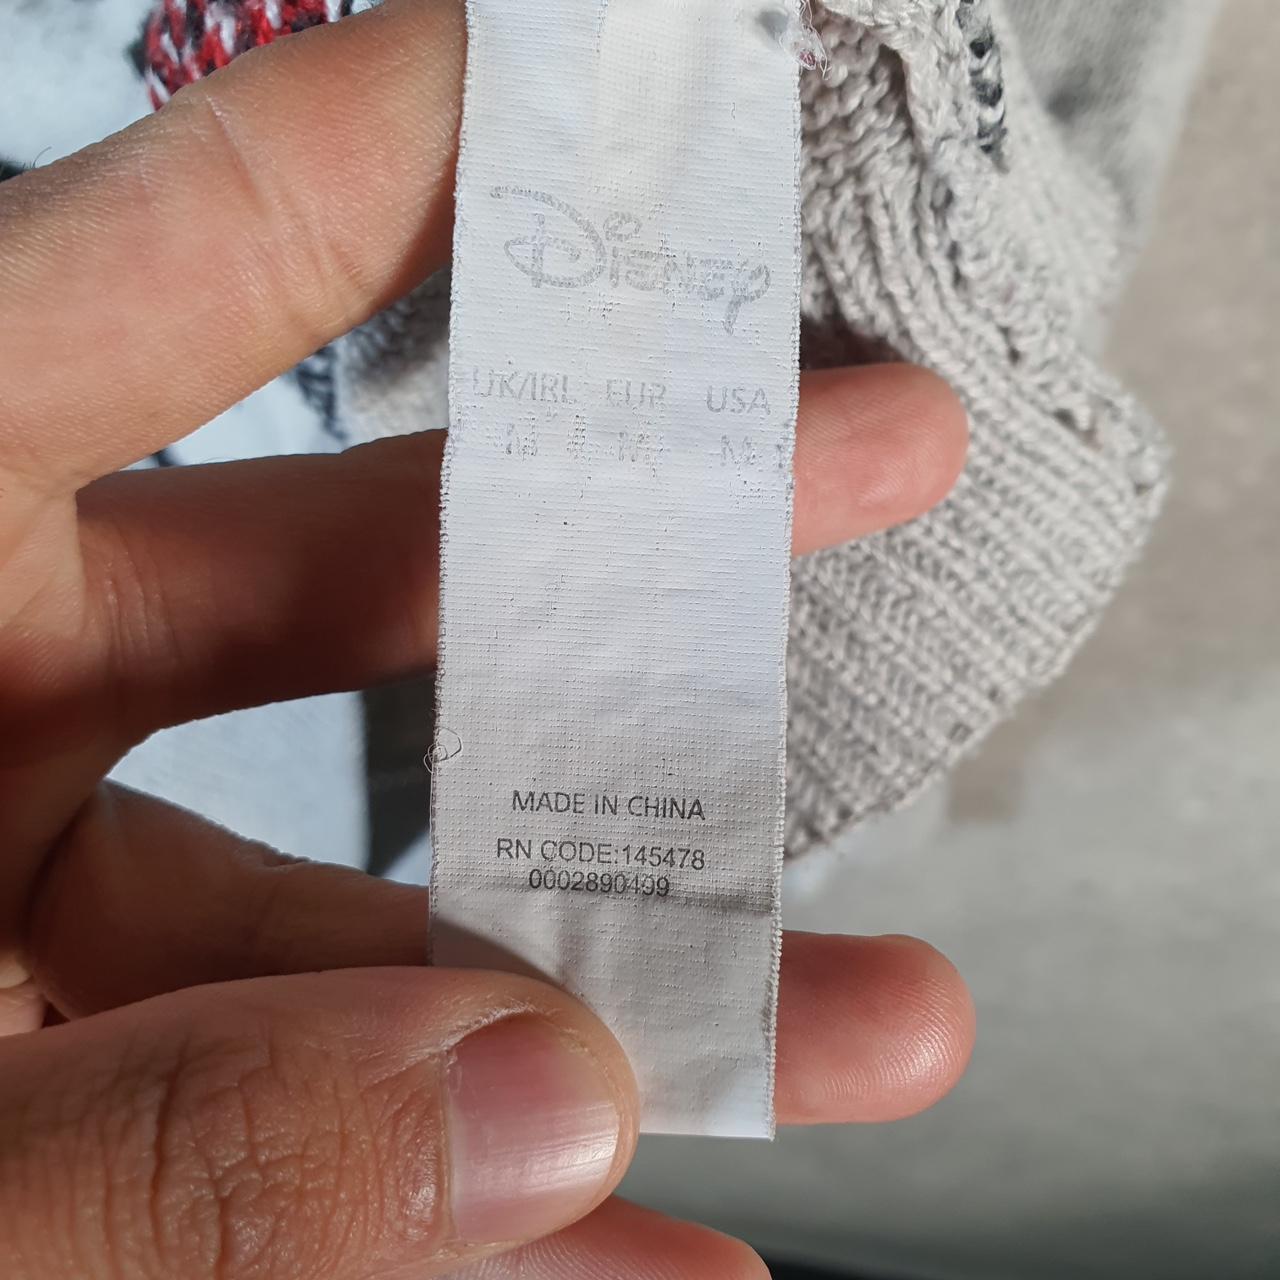 Disney
UK/IRL EUR USA
M M M
MADE IN CHINA
RN CODE:145478
0002890499